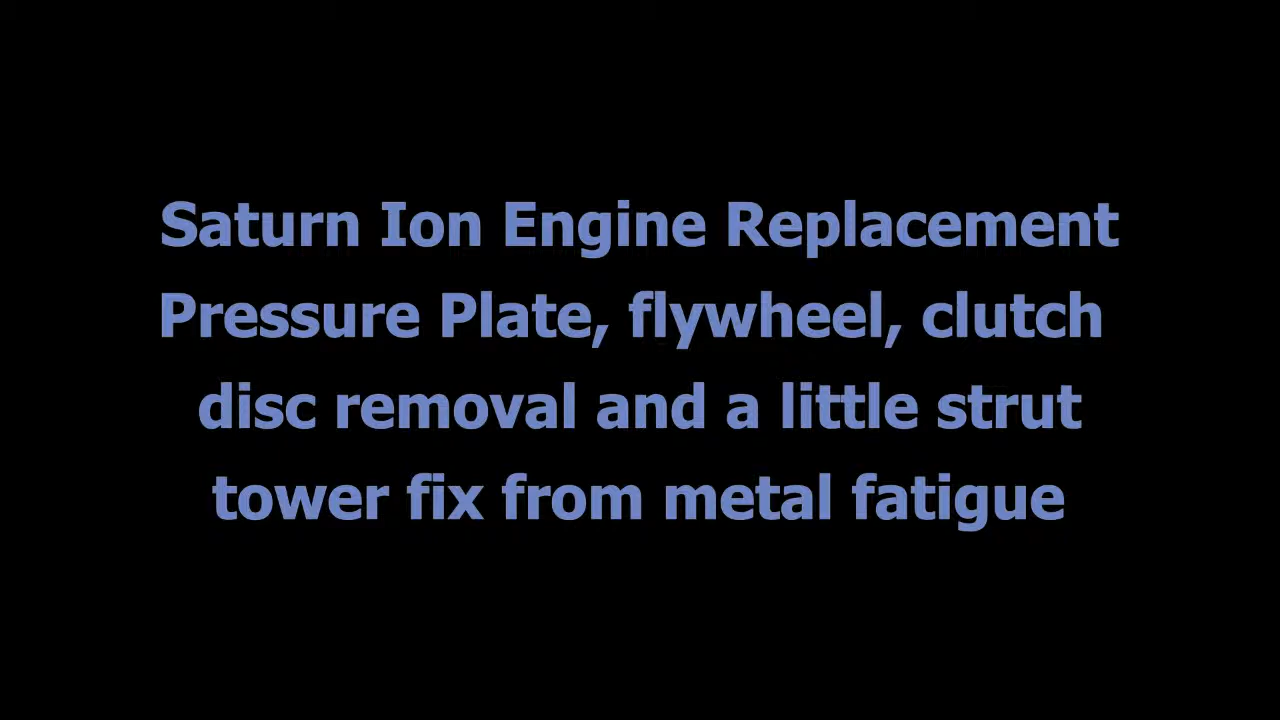 Saturn Ion Engine Replacement
Pressure Plate, flywheel, clutch
disc removal and a little strut
tower fix from metal fatigue